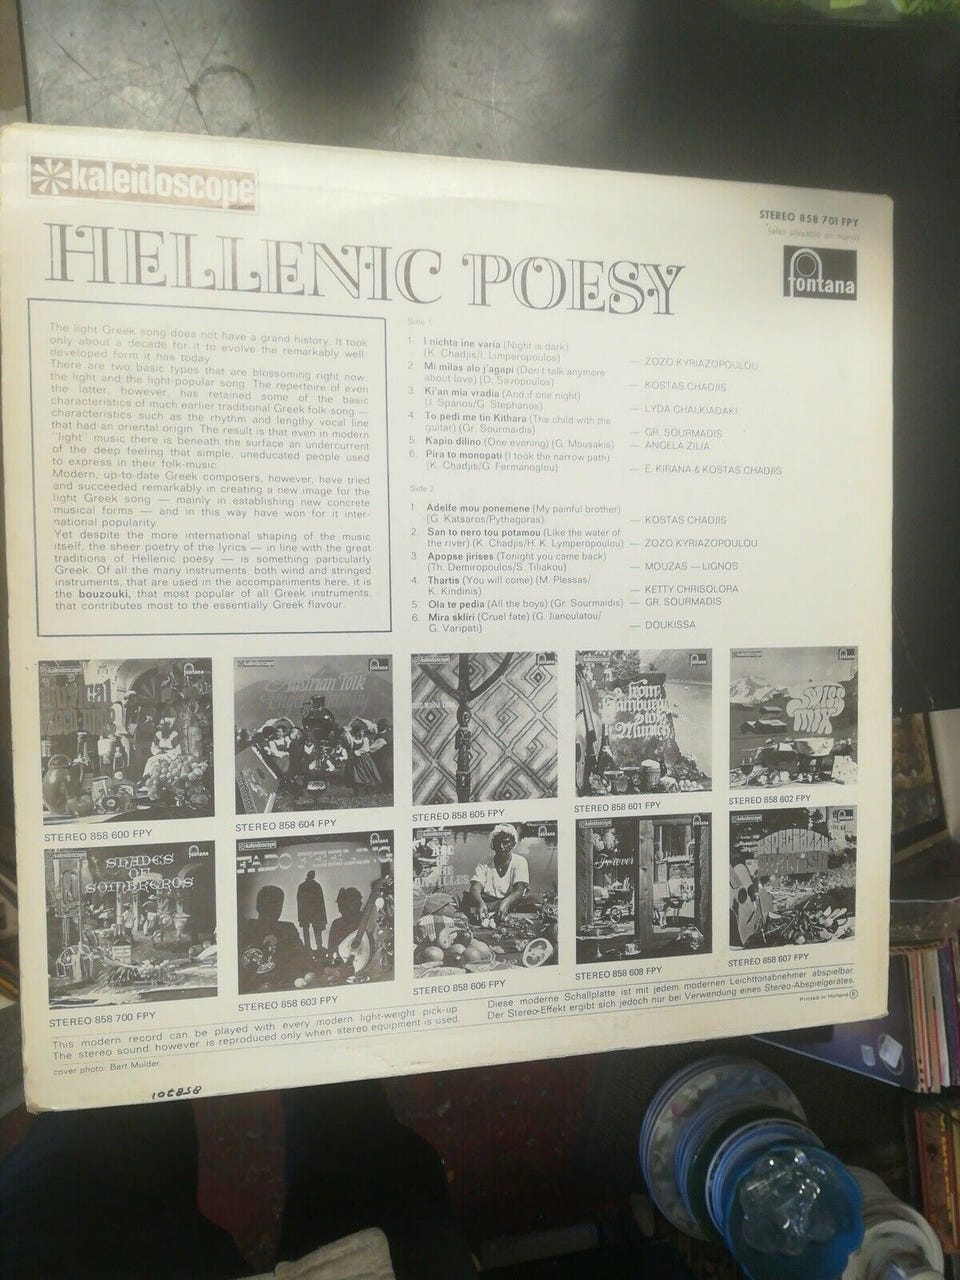 kaleidoscope
HELLENIC POESY
STEREO 858 701 FPY
(also playable on mono)
fontana
The light Greek song does not have a grand history. It took
only about a decade for it to evolve the remarkably well-
developed form it has today.
There are two basic types that are blossoming right now:
the light and the light-popular song. The repertoire of even
the latter, however, has retained some of the basic
characteristics of much earlier traditional Greek folk-song —
characteristics such as the rhythm and lengthy vocal line
that had an oriental origin. The result is that even in modern
"light" music there is beneath the surface an undercurrent
of the deep feeling that simple, uneducated people used
to express in their folk-music.
Modern, up-to-date Greek composers, however, have tried
and succeeded remarkably in creating a new image for the
light Greek song — mainly in establishing new concrete
musical forms — and in this way have won for it inter-
national popularity.
Yet despite the more international shaping of the music
itself, the sheer poetry of the lyrics — in line with the great
traditions of Hellenic poesy — is something particularly
Greek. Of all the many instruments, both wind and stringed
instruments, that are used in the accompaniments here, it is
the bouzouki, that most popular of all Greek instruments,
that contributes most to the essentially Greek flavour.
Side 1
1. I nichta ine varia (Night is dark)
(K. Chadjis/I. Limperopoulos) — ZOZO KYRIAZOPOULOU
2. Mi milas alo j'agapi (Don't talk anymore
about love) (D. Savopoulos) — KOSTAS CHADJIS
3. Ki'an mia vradia (And if one night)
(J. Spanos/G. Stephanos) — LYDA CHALKIADAKI
4. To pedi me tin Kithara (The child with the
guitar) (Gr. Sourmadis) — GR. SOURMADIS
5. Kapio dilino (One evening) (G. Mousakis) — ANGELA ZILIA
6. Pira to monopati (I took the narrow path)
(K. Chadjis/G. Fermanoglou) — E. KIRANA & KOSTAS CHADJIS
Side 2
1. Adelfe mou ponemene (My painful brother)
(G. Katsaros/Pythagoras) — KOSTAS CHADJIS
2. San to nero tou potamou (Like the water of
the river) (K. Chadjis/H. K. Lymperopoulou) — ZOZO KYRIAZOPOULOU
3 Apopse jirises (Tonight you came back)
(Th. Demiropoulos/S. Tiliakou) — MOUZAS — LIGNOS
4. Thartis (You will come) (M. Plessas/
K. Kindinis) — KETTY CHRISOLORA
5. Ola te pedia (All the boys) (Gr. Sourmaidis) — GR. SOURMADIS
6. Mira skliri (Cruel fate) (G. Jianoulatou/
G. Varipati) — DOUKISSA
kaleidoscope
fontana
Austrian Folk
from
Hamburg
to
Munich
SWISS
MIX
STEREO 858 600 FPY
STEREO 858 604 FPY
STEREO 858 605 FPY
STEREO 858 601 FPY
STEREO 858 602 FPY
SHADES
OF
SOMBREROS
FADO FEELING
Forever
STEREO 858 700 FPY
STEREO 858 603 FPY
STEREO 858 606 FPY
STEREO 858 608 FPY
STEREO 858 607 FPY
This modern record can be played with every modern light-weight pick-up.
The stereo sound, however, is reproduced only when stereo equipment is used.
Diese moderne Schallplatte ist mit jedem modernen Leichttonabnehmer abspielbar.
Der Stereo-Effekt ergibt sich jedoch nur bei Verwendung eines Stereo-Abspielgerätes.
Printed in Holland
cover photo: Bart Mulder
858701